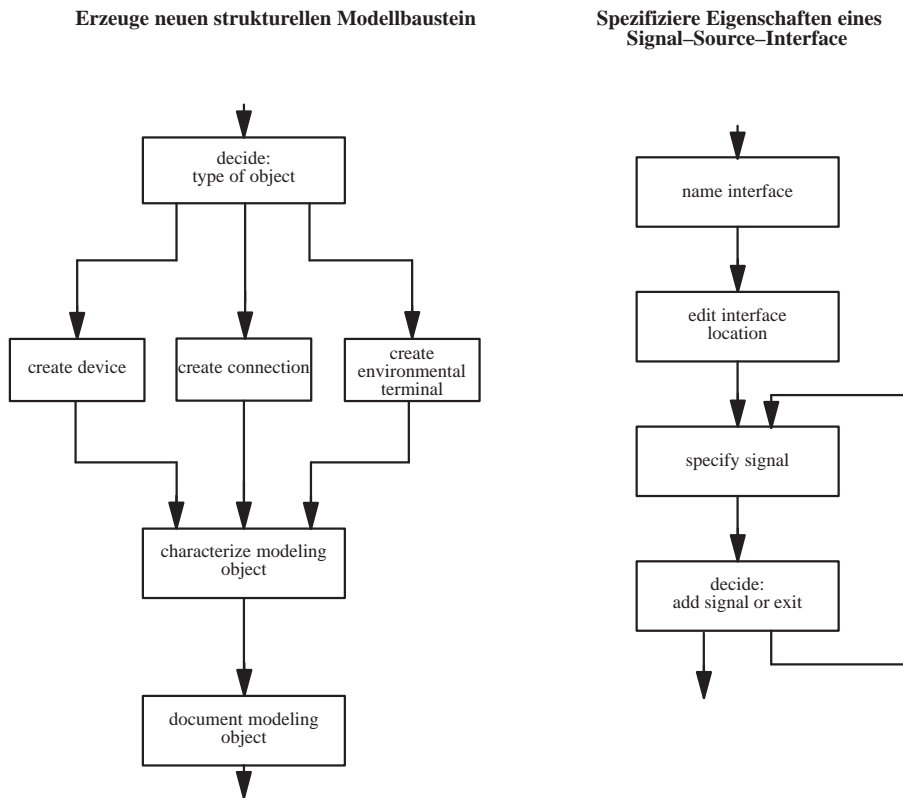 Erzeuge neuen strukturellen Modellbaustein
decide:
type of object
create device
create connection
create
environmental
terminal
characterize modeling
object
document modeling
object
Spezifiziere Eigenschaften eines
Signal–Source–Interface
name interface
edit interface
location
specify signal
decide:
add signal or exit